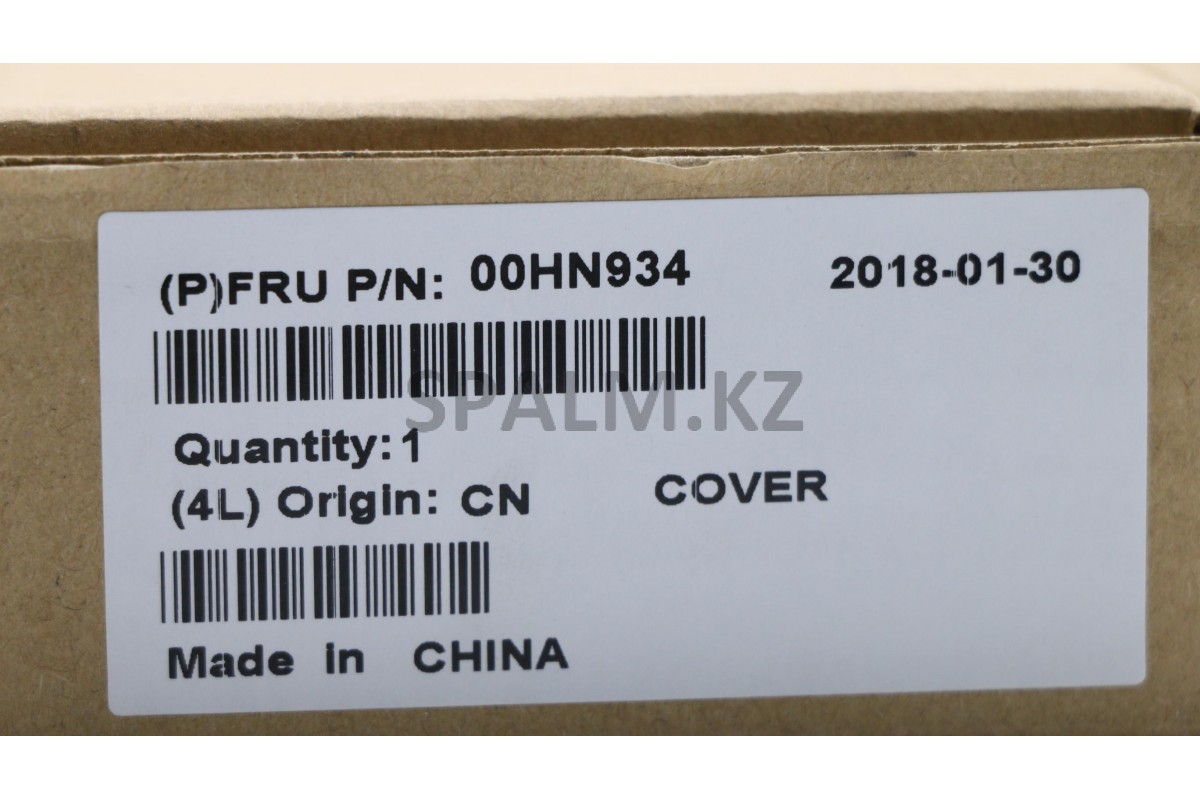 (P)FRU P/N: 00HN934 2018-01-30
SPALM.KZ
Quantity: 1
(4L) Origin: CN COVER
Made in CHINA